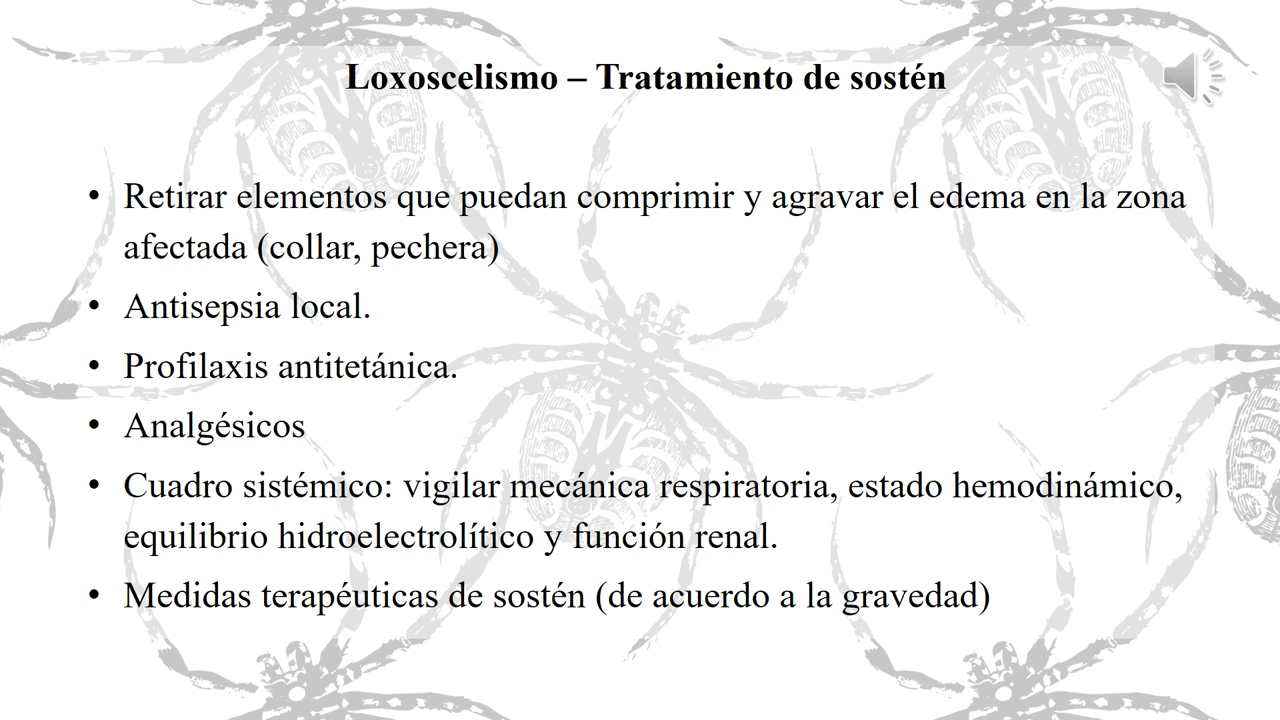 Loxoscelismo – Tratamiento de sostén
• Retirar elementos que puedan comprimir y agravar el edema en la zona
afectada (collar, pechera)
• Antisepsia local.
• Profilaxis antitetánica.
• Analgésicos
• Cuadro sistémico: vigilar mecánica respiratoria, estado hemodinámico,
equilibrio hidroelectrolítico y función renal.
• Medidas terapéuticas de sostén (de acuerdo a la gravedad)